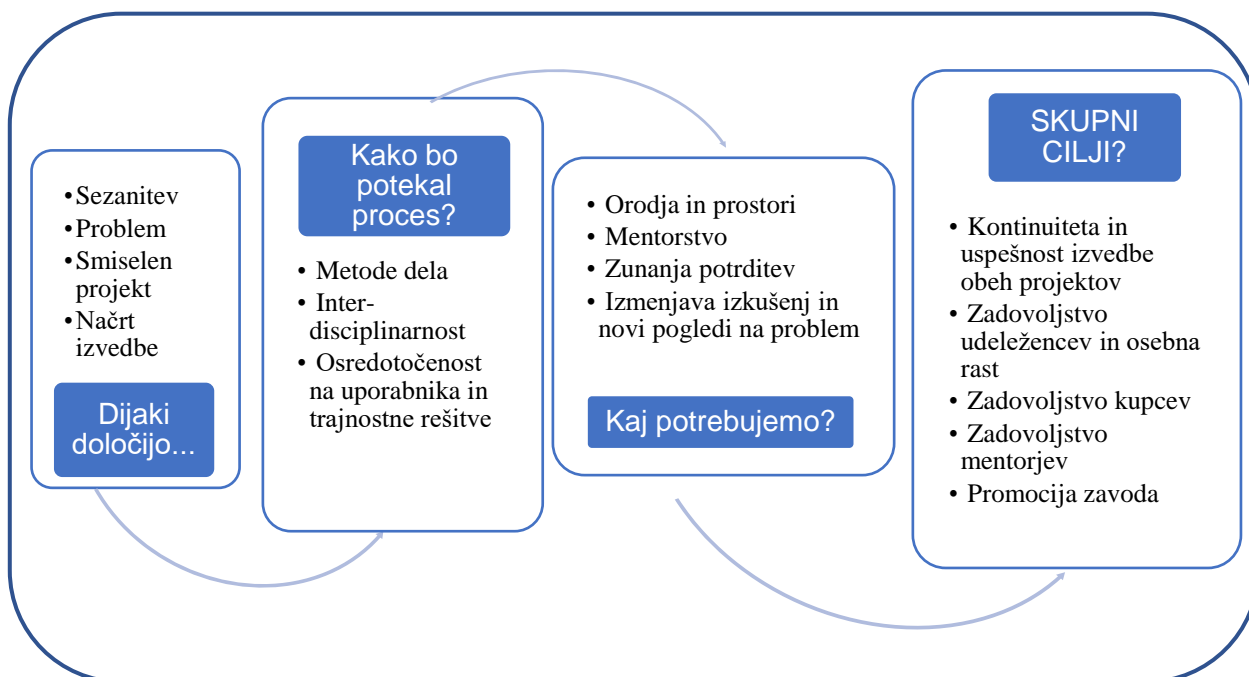 •Sezanitev
•Problem
•Smiselen
projekt
•Načrt
izvedbe
Dijaki
določijo...
Kako bo
potekal
proces?
• Metode dela
• Inter-
disciplinarnost
• Osredotočenost
na uporabnika in
trajnostne rešitve
• Orodja in prostori
• Mentorstvo
• Zunanja potrditev
• Izmenjava izkušenj in
novi pogledi na problem
Kaj potrebujemo?
SKUPNI
CILJI?
• Kontinuiteta in
uspešnost izvedbe
obeh projektov
• Zadovoljstvo
udeležencev in osebna
rast
• Zadovoljstvo kupcev
• Zadovoljstvo
mentorjev
• Promocija zavoda